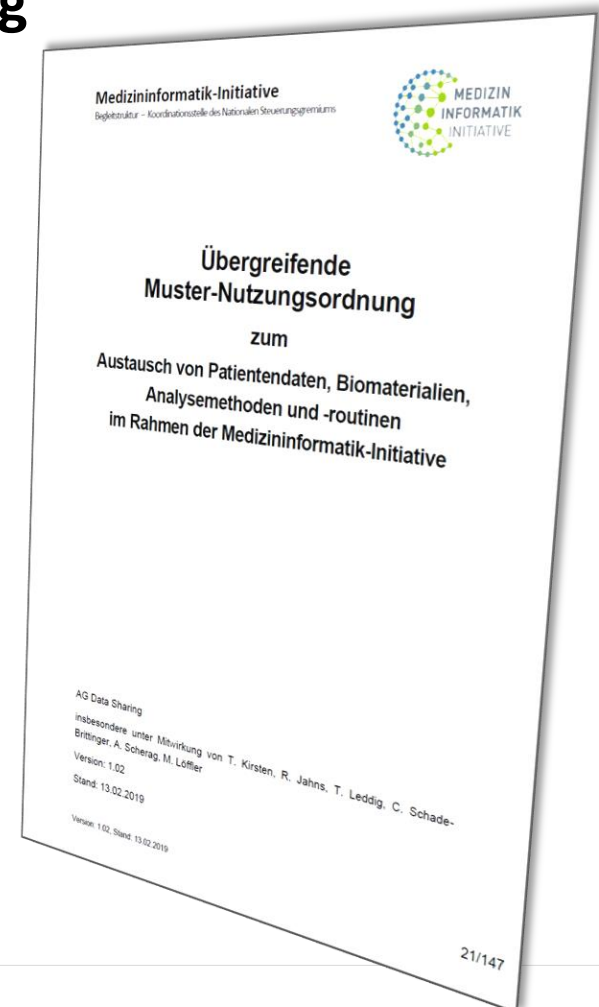 g
Medizininformatik-Initiative
Begleitstruktur – Koordinationsstelle des Nationalen Steuerungsgremiums
MEDIZIN
INFORMATIK
INITIATIVE
Übergreifende
Muster-Nutzungsordnung
zum
Austausch von Patientendaten, Biomaterialien,
Analysemethoden und -routinen
im Rahmen der Medizininformatik-Initiative
AG Data Sharing
insbesondere unter Mitwirkung von T. Kirsten, R. Jahns, T. Leddig, C. Schade-
Brittinger, A. Scherag, M. Löffler
Version: 1.02
Stand: 13.02.2019
Version: 1.02, Stand: 13.02.2019
21/147